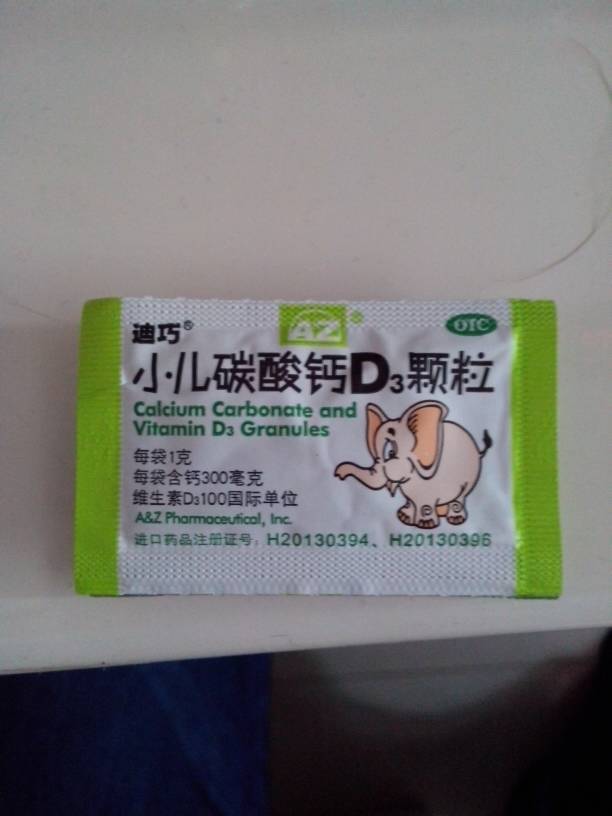 迪巧®
AZ®
OTC
小儿碳酸钙D3颗粒
Calcium Carbonate and
Vitamin D3 Granules
每袋1克
每袋含钙300毫克
维生素D3100国际单位
A&Z Pharmaceutical, Inc.
进口药品注册证号：H20130394、H20130396